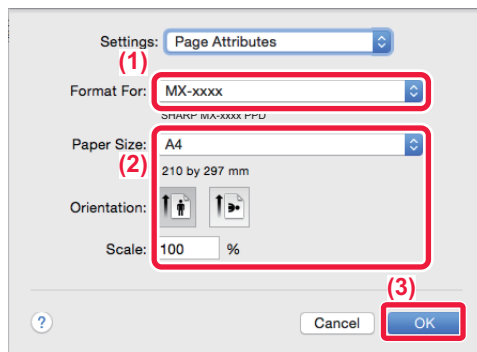 Settings: Page Attributes
(1)
Format For: MX-xxxx
SHARP MX-xxxx PPD
Paper Size: A4
(2)
210 by 297 mm
Orientation:
Scale: 100 %
(3)
? Cancel OK